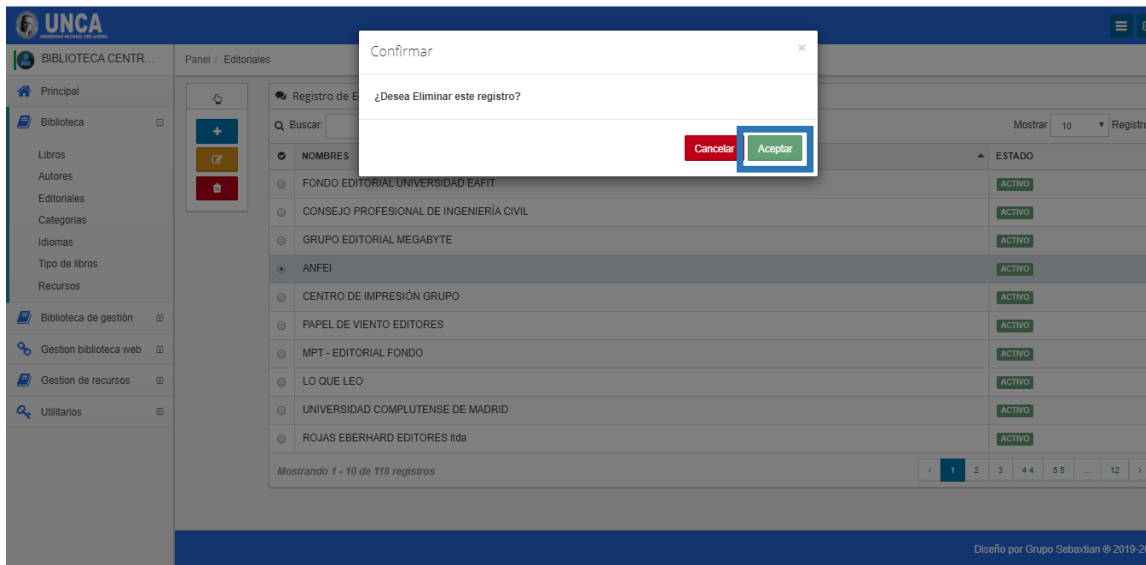 UNCA
BIBLIOTECA CENTR...
Panel / Editoriales
Confirmar
×
¿Desea Eliminar este registro?
Cancelar
Aceptar
Principal
Biblioteca
Libros
Autores
Editoriales
Categorias
Idiomas
Tipo de libros
Recursos
Biblioteca de gestión
Gestion biblioteca web
Gestion de recursos
Utilitarios
Registro de E
Buscar:
Mostrar 10 Registro
NOMBRES ESTADO
FONDO EDITORIAL UNIVERSIDAD EAFIT ACTIVO
CONSEJO PROFESIONAL DE INGENIERÍA CIVIL ACTIVO
GRUPO EDITORIAL MEGABYTE ACTIVO
ANFEI ACTIVO
CENTRO DE IMPRESIÓN GRUPO ACTIVO
PAPEL DE VIENTO EDITORES ACTIVO
MPT - EDITORIAL FONDO ACTIVO
LO QUE LEO ACTIVO
UNIVERSIDAD COMPLUTENSE DE MADRID ACTIVO
ROJAS EBERHARD EDITORES ltda ACTIVO
Mostrando 1 - 10 de 118 registros
‹ 1 2 3 4 4 5 5 ... 12 ›
Diseño por Grupo Sebaxtian ® 2019-2